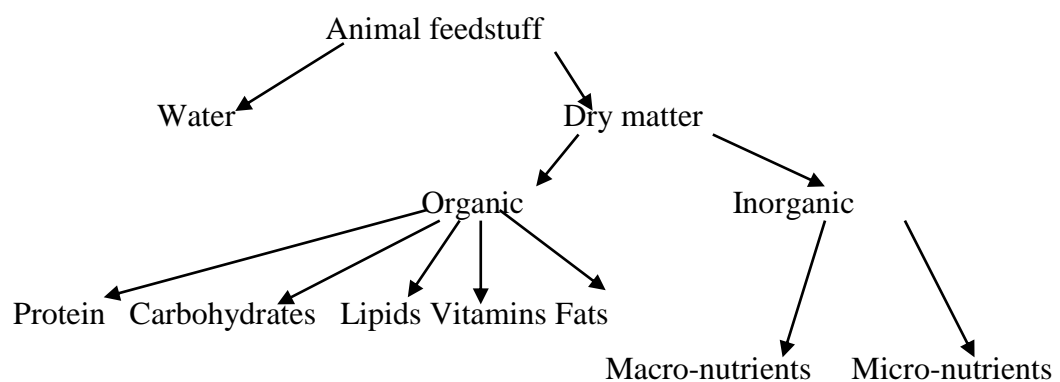 Animal feedstuff
Water Dry matter
Organic Inorganic
Protein Carbohydrates Lipids Vitamins Fats
Macro-nutrients Micro-nutrients